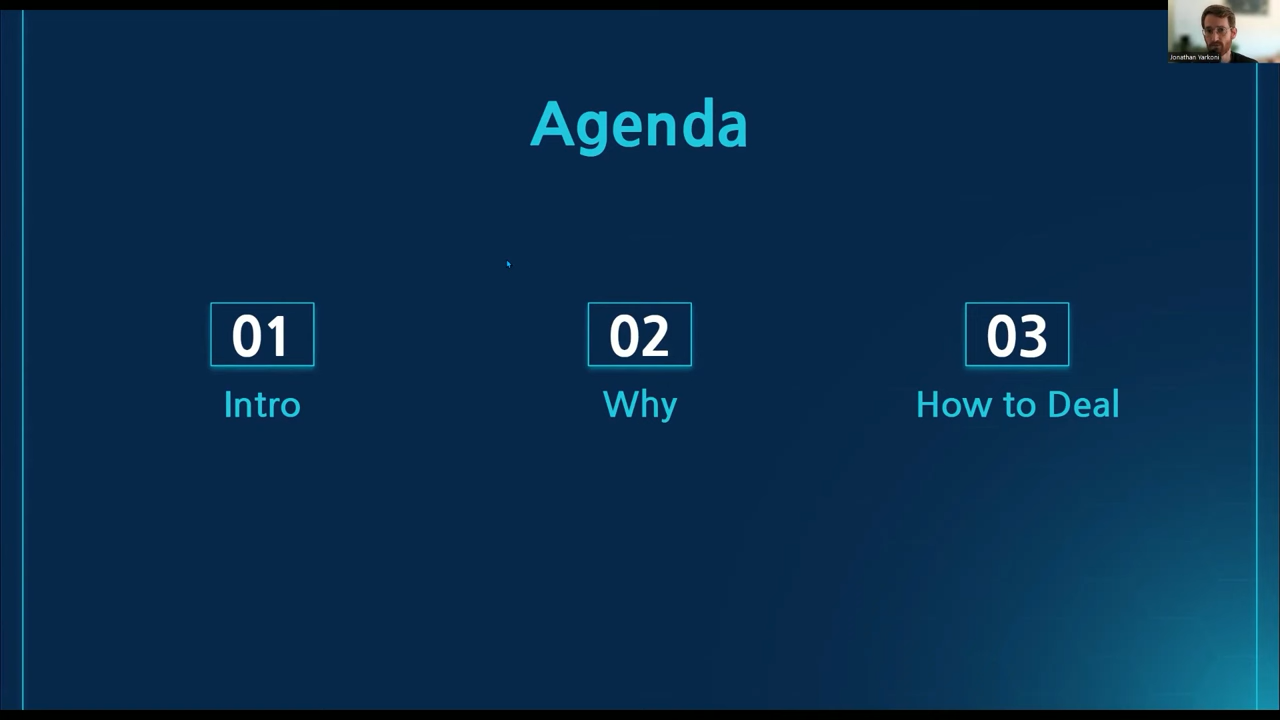 Jonathan Yarkoni
Agenda
01
02
03
Intro
Why
How to Deal